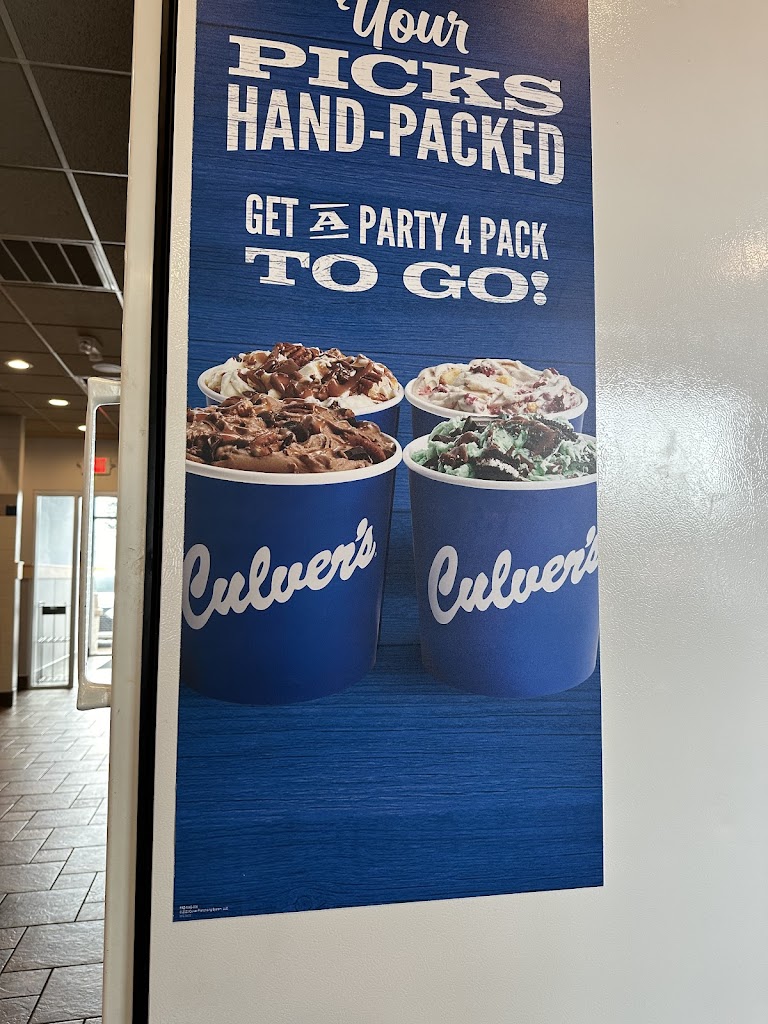 Your
PICKS
HAND-PACKED
GET A PARTY 4 PACK
TO GO!
Culver's
Culver's